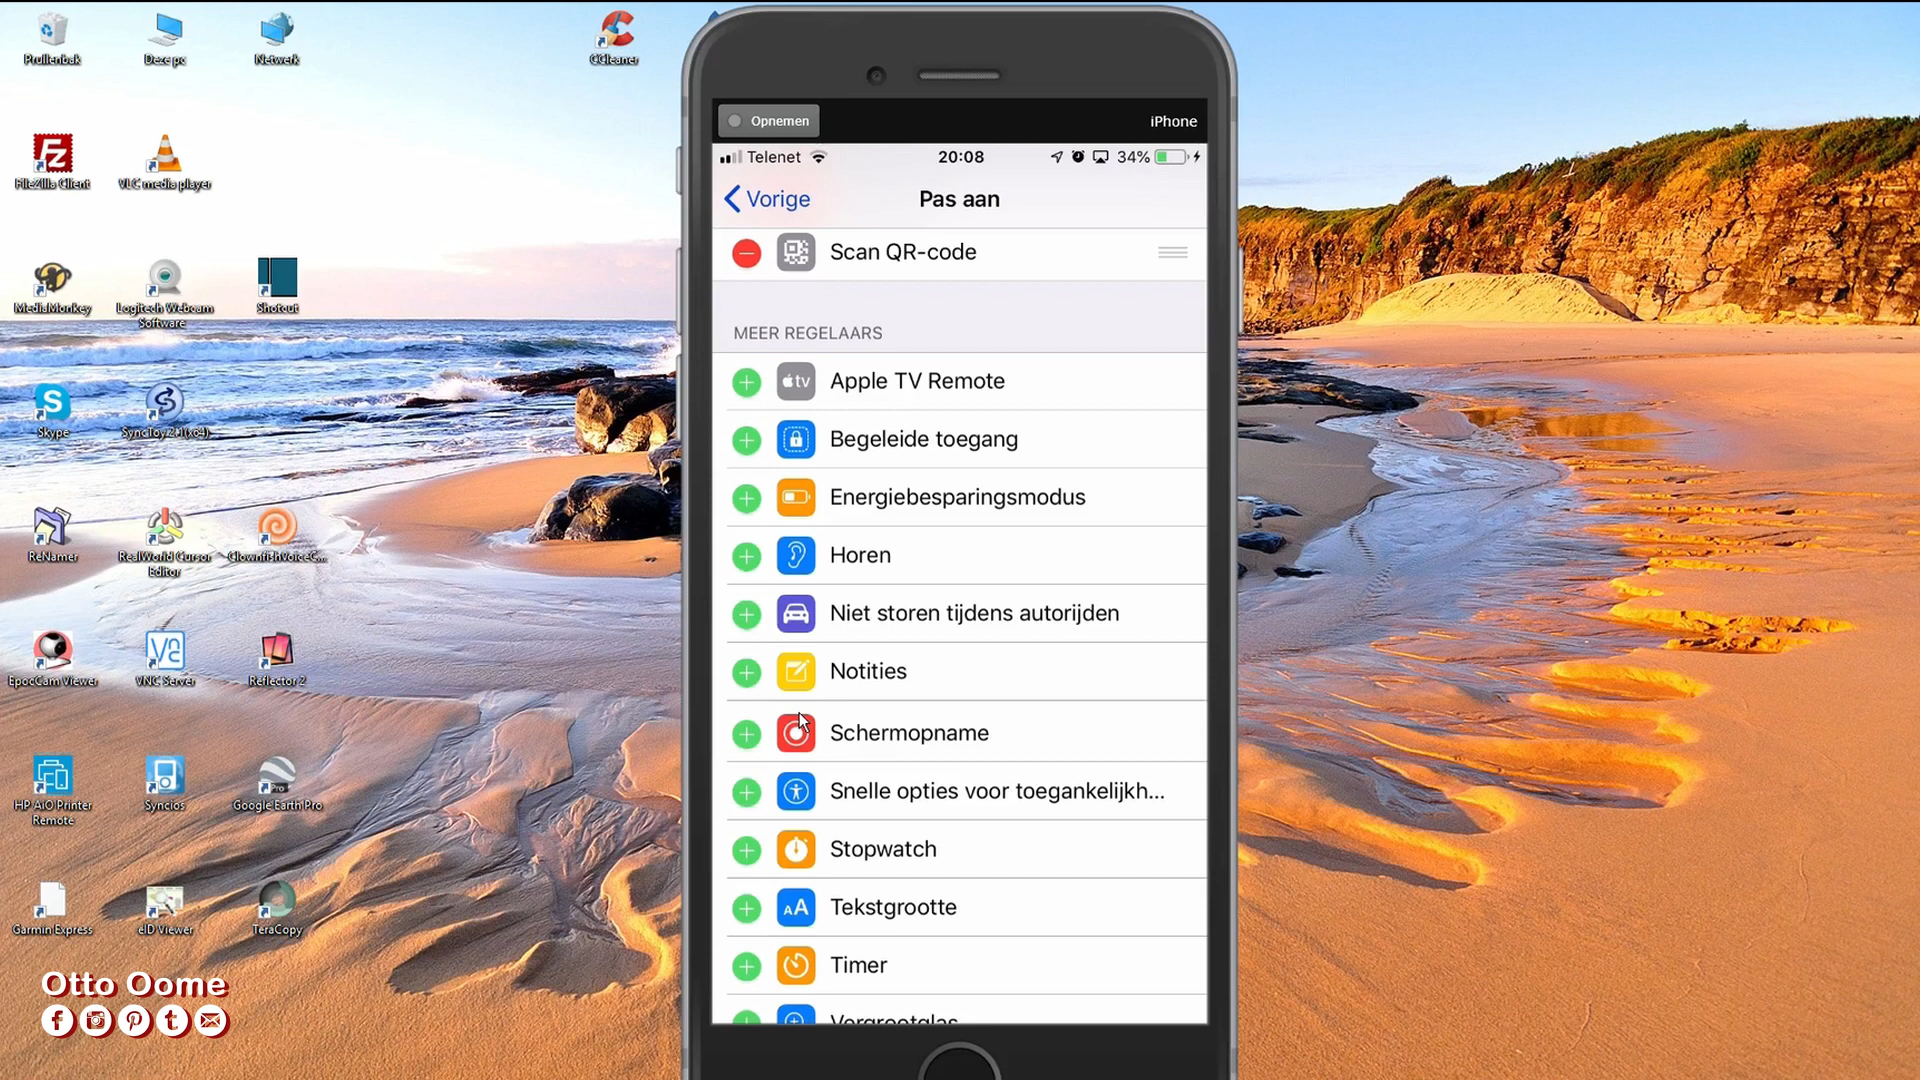 Prullenbak
Deze pc
Netwerk
CCleaner
FileZilla Client
VLC media player
MediaMonkey
Logitech Webcam
Software
Shotcut
Skype
SyncToy 2.1(x64)
ReNamer
RealWorld Cursor
Editor
ClownfishVoiceC...
EpocCam Viewer
VNC Server
Reflector 2
HP AiO Printer
Remote
Syncios
Google Earth Pro
Garmin Express
eID Viewer
TeraCopy
Otto Oome
Opnemen
iPhone
Telenet
20:08
34%
Vorige
Pas aan
Scan QR-code
MEER REGELAARS
tv
Apple TV Remote
Begeleide toegang
Energiebesparingsmodus
Horen
Niet storen tijdens autorijden
Notities
Schermopname
Snelle opties voor toegankelijkh...
Stopwatch
AA
Tekstgrootte
Timer
Vergrootglas